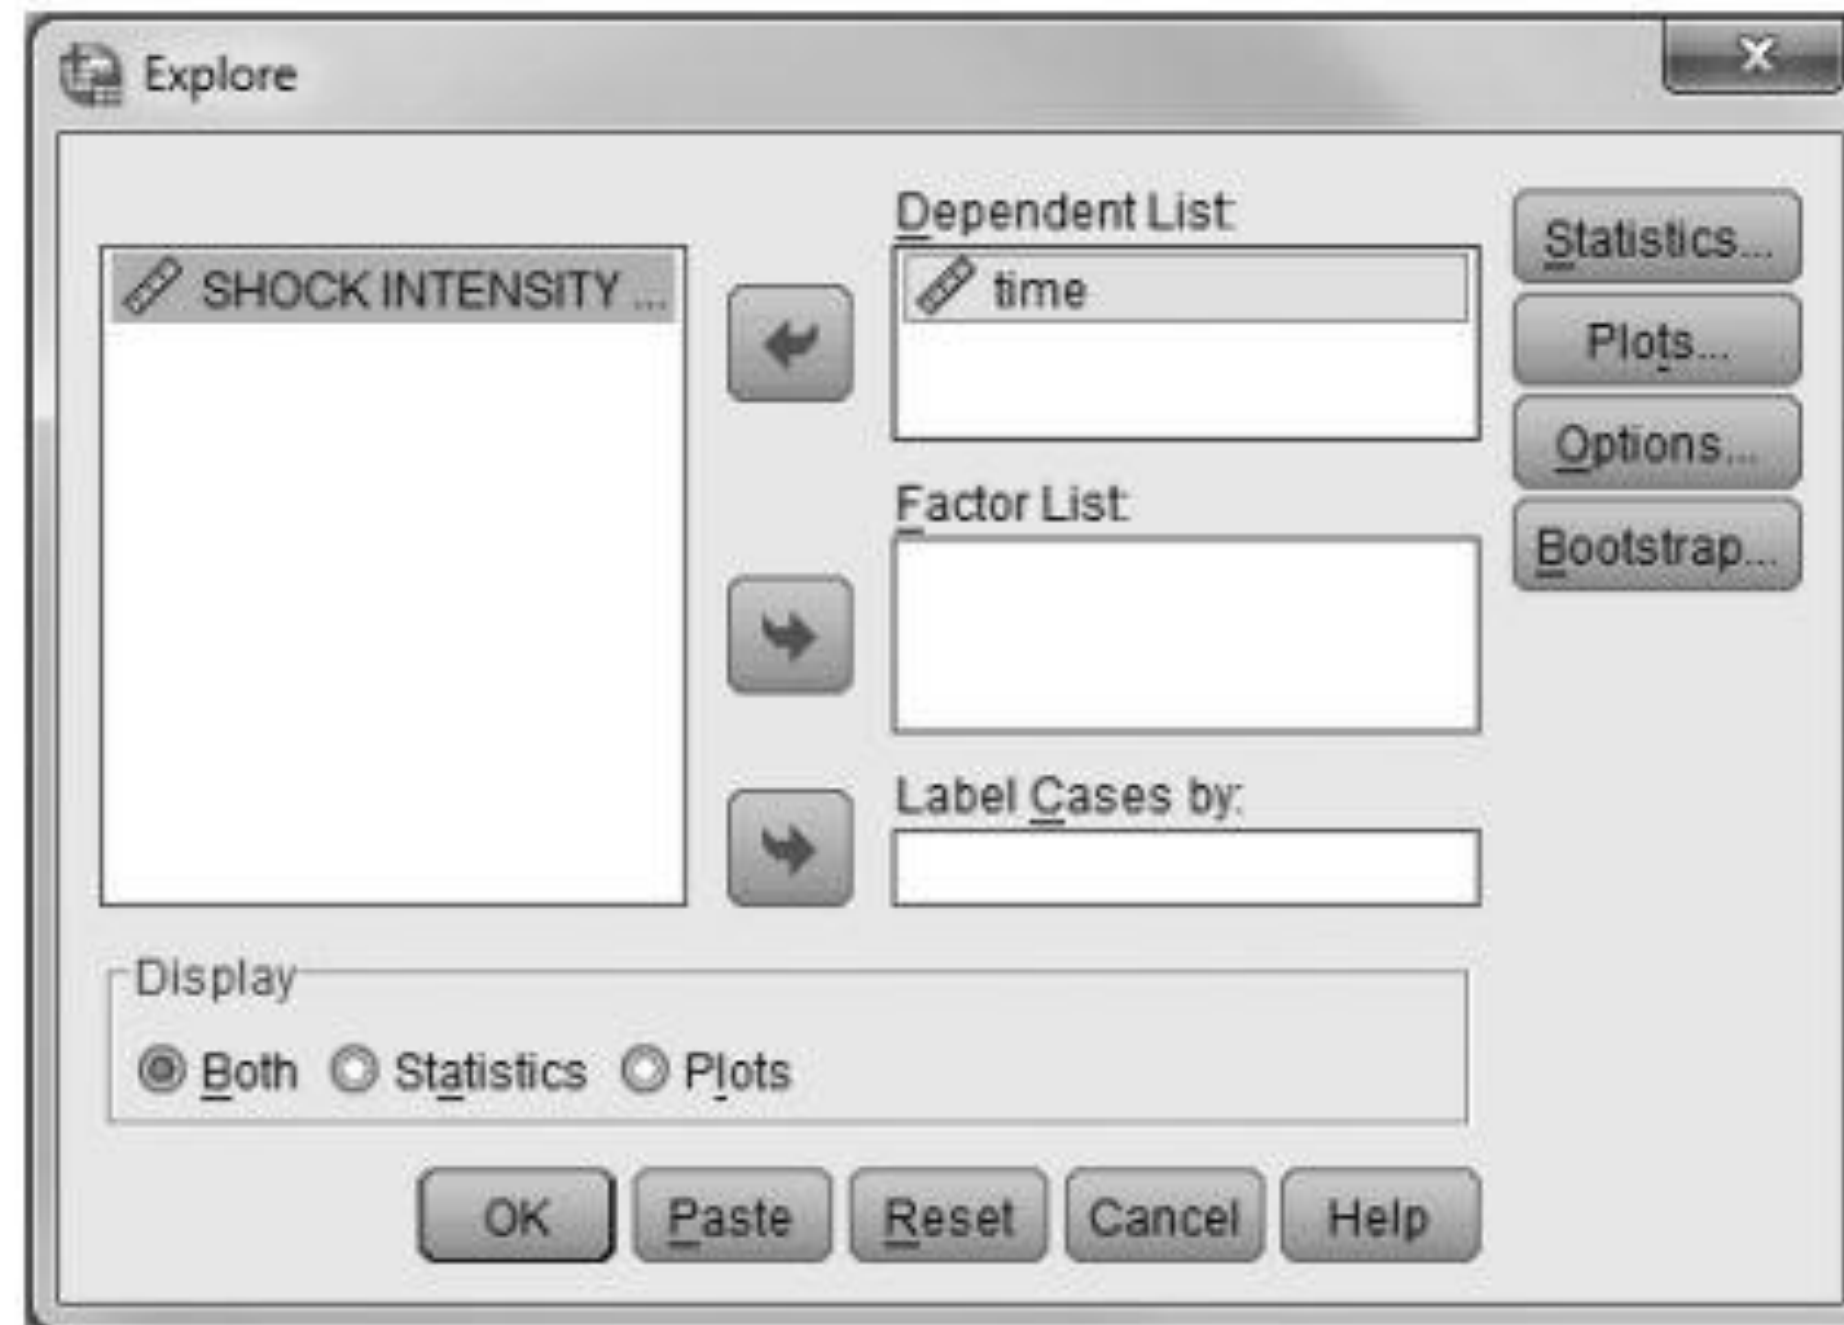 Explore
Dependent List:
SHOCK INTENSITY ...
time
Statistics...
Plots...
Options...
Bootstrap...
Factor List:
Label Cases by:
Display
Both Statistics Plots
OK Paste Reset Cancel Help